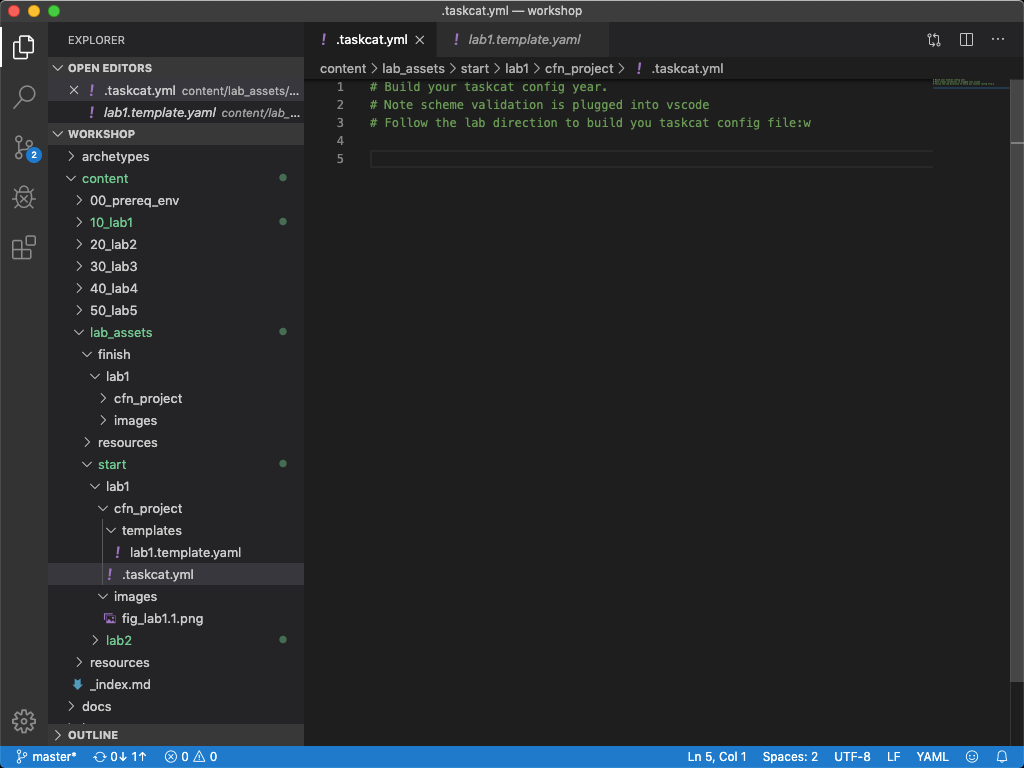 .taskcat.yml — workshop
EXPLORER
OPEN EDITORS
.taskcat.yml content/lab_assets/...
lab1.template.yaml content/lab_...
WORKSHOP
archetypes
content
00_prereq_env
10_lab1
20_lab2
30_lab3
40_lab4
50_lab5
lab_assets
finish
lab1
cfn_project
images
resources
start
lab1
cfn_project
templates
! lab1.template.yaml
! .taskcat.yml
images
fig_lab1.1.png
lab2
resources
_index.md
docs
OUTLINE
! .taskcat.yml
! lab1.template.yaml
content > lab_assets > start > lab1 > cfn_project > ! .taskcat.yml
1 # Build your taskcat config year.
2 # Note scheme validation is plugged into vscode
3 # Follow the lab direction to build you taskcat config file:w
4
5
2
master* 0↓ 1↑ 0 0 Ln 5, Col 1 Spaces: 2 UTF-8 LF YAML